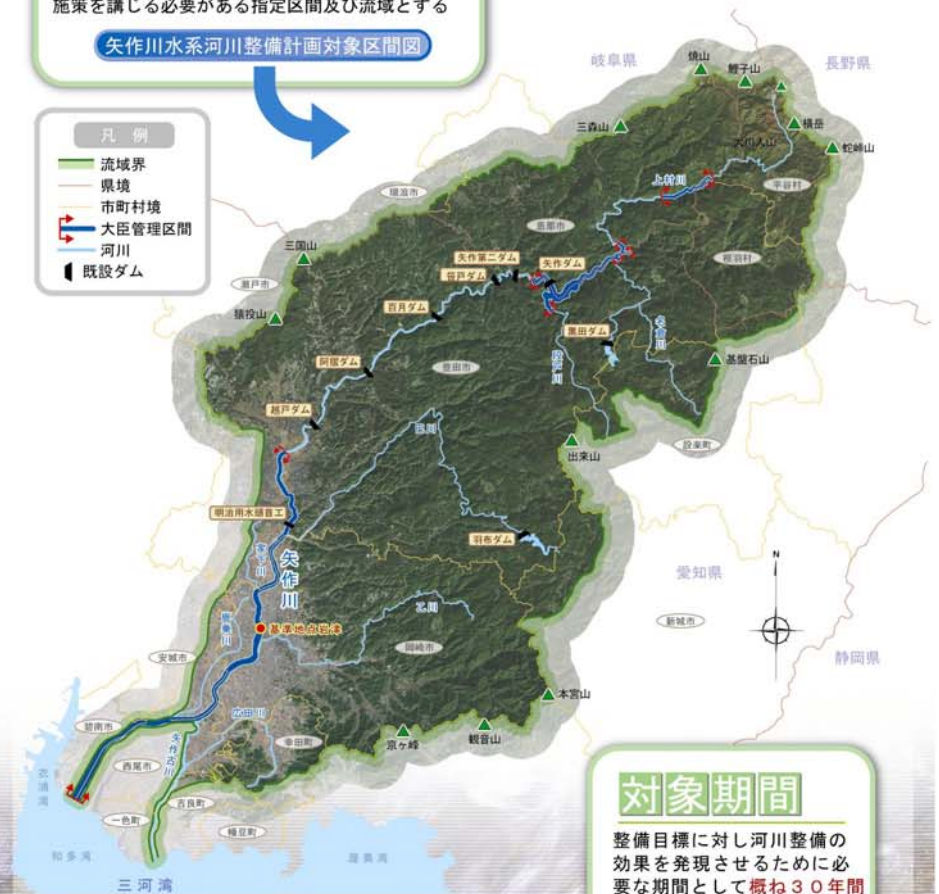 施策を講じる必要がある指定区間及び流域とする
矢作川水系河川整備計画対象区間図
凡 例
流域界
県境
市町村境
大臣管理区間
河川
既設ダム
岐阜県
長野県
焼山
鯉子山
大川入山
横岳
蛇峠山
三森山
上村川
平谷村
瑞浪市
恵那市
根羽村
三国山
矢作第二ダム
笹戸ダム
矢作ダム
瀬戸市
猿投山
百月ダム
黒田ダム
名倉川
段戸川
阿摺ダム
豊田市
碁盤石山
越戸ダム
巴川
設楽町
出来山
明治用水頭首工
羽布ダム
家下川
矢作川
愛知県
乙川
基準地点岩津
新城市
岡崎市
静岡県
安城市
本宮山
広田川
碧南市
幸田町
京ヶ峰
観音山
矢作古川
西尾市
衣浦湾
吉良町
一色町
幡豆町
知多湾
渥美湾
三河湾
N
対象期間
整備目標に対し河川整備の
効果を発現させるために必
要な期間として概ね30年間